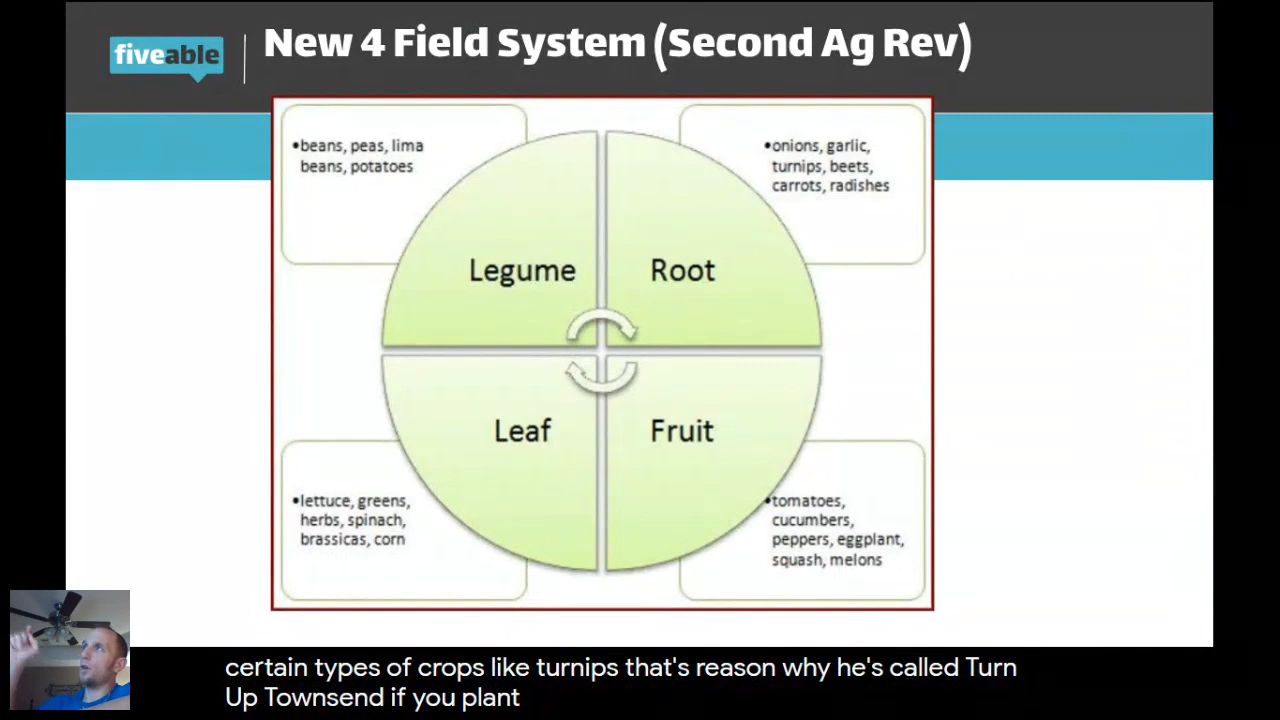 fiveable
New 4 Field System (Second Ag Rev)
•beans, peas, lima
beans, potatoes
•onions, garlic,
turnips, beets,
carrots, radishes
Legume
Root
Leaf
Fruit
•lettuce, greens,
herbs, spinach,
brassicas, corn
•tomatoes,
cucumbers,
peppers, eggplant,
squash, melons
certain types of crops like turnips that's reason why he's called Turn
Up Townsend if you plant